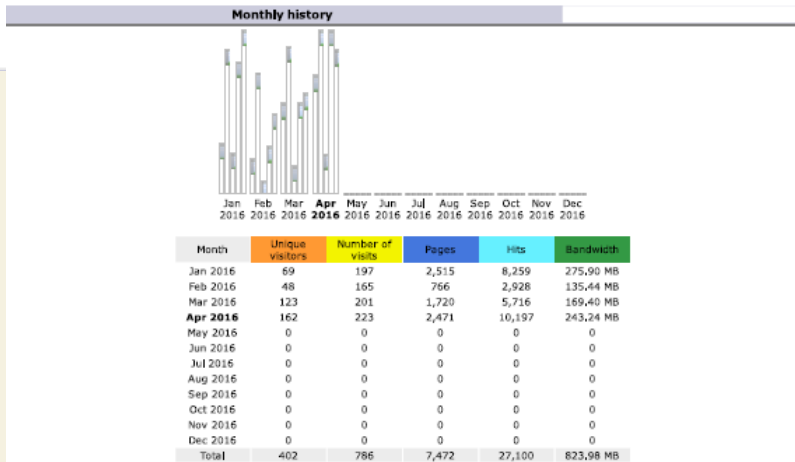 Monthly history
Jan Feb Mar Apr May Jun Jul Aug Sep Oct Nov Dec
2016 2016 2016 2016 2016 2016 2016 2016 2016 2016 2016 2016
Month Unique visitors Number of visits Pages Hits Bandwidth
Jan 2016 69 197 2,515 8,259 275.90 MB
Feb 2016 48 165 766 2,928 135.44 MB
Mar 2016 123 201 1,720 5,716 169.40 MB
Apr 2016 162 223 2,471 10,197 243.24 MB
May 2016 0 0 0 0 0
Jun 2016 0 0 0 0 0
Jul 2016 0 0 0 0 0
Aug 2016 0 0 0 0 0
Sep 2016 0 0 0 0 0
Oct 2016 0 0 0 0 0
Nov 2016 0 0 0 0 0
Dec 2016 0 0 0 0 0
Total 402 786 7,472 27,100 823.98 MB